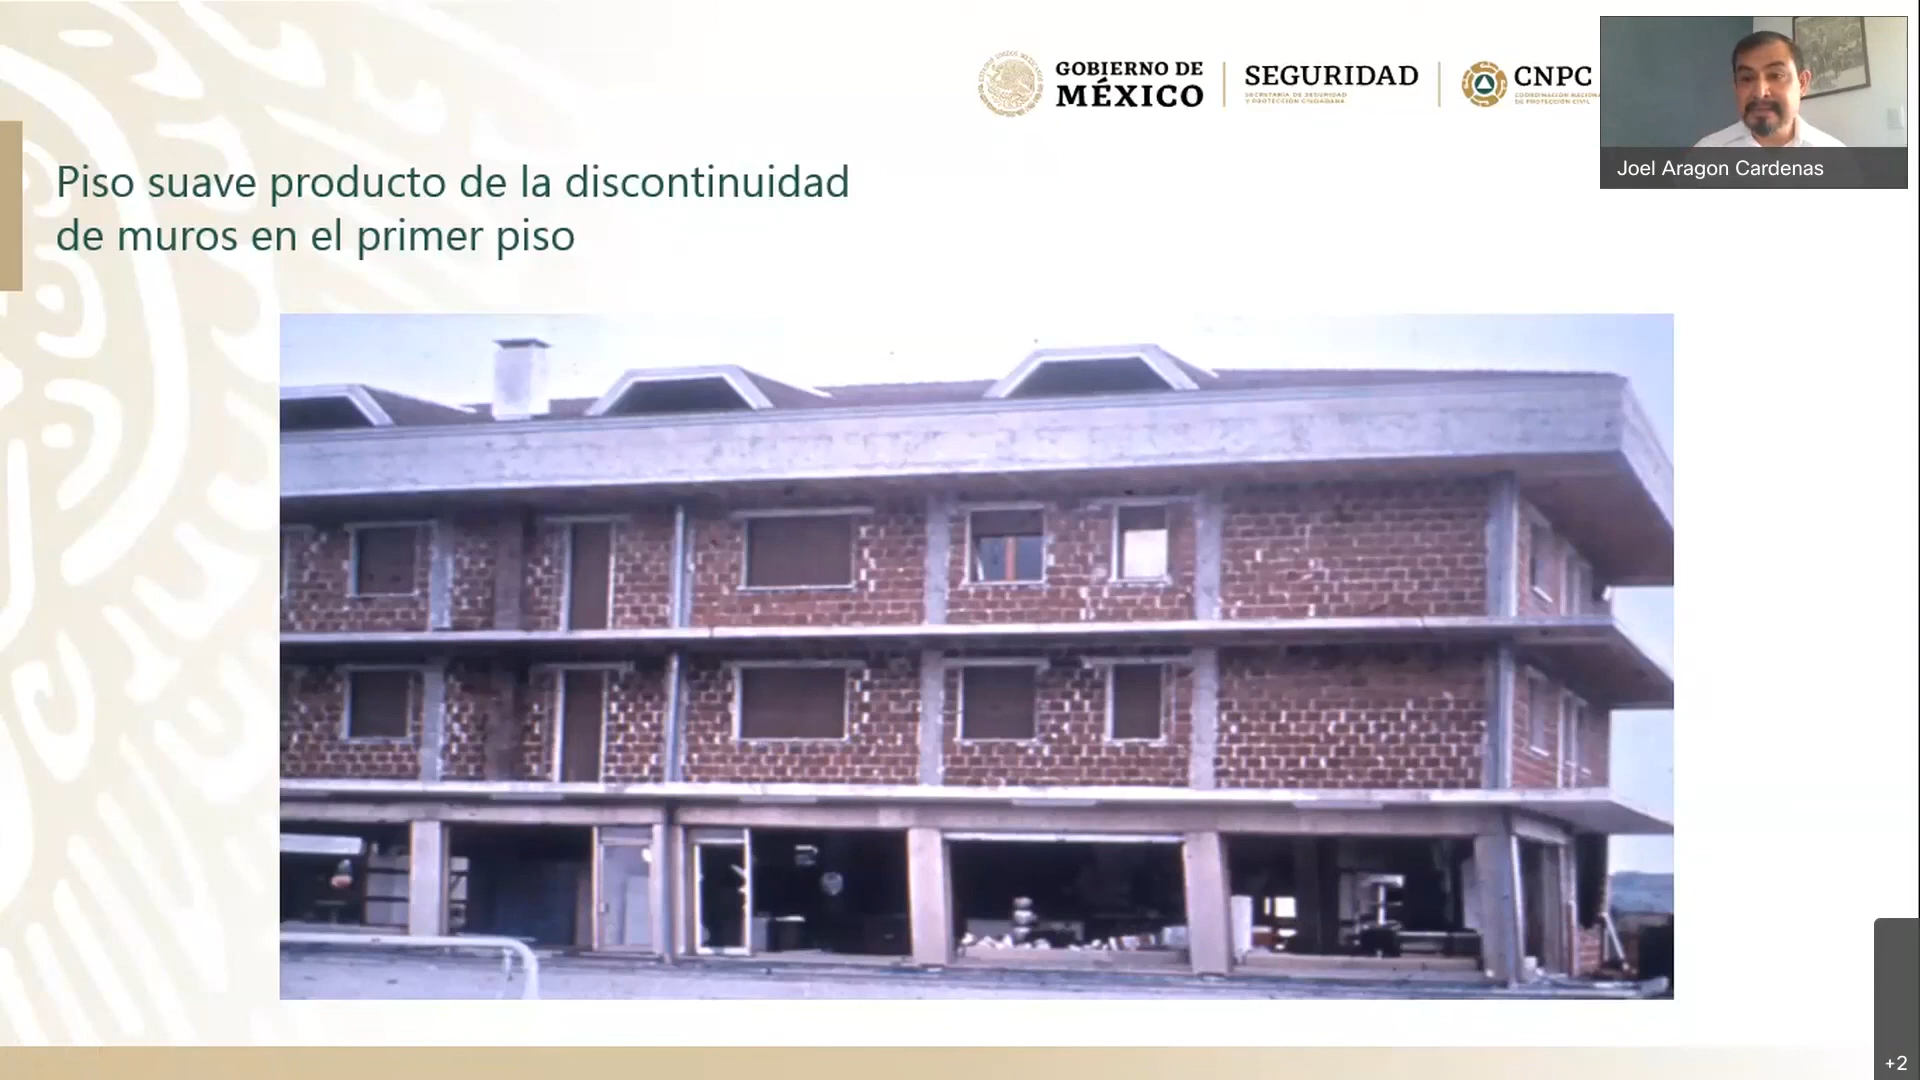 GOBIERNO DE
MÉXICO
SEGURIDAD
SECRETARÍA DE SEGURIDAD
Y PROTECCIÓN CIUDADANA
CNPC
COORDINACIÓN NACIONA
DE PROTECCIÓN CIVIL
Joel Aragon Cardenas
Piso suave producto de la discontinuidad
de muros en el primer piso
+2